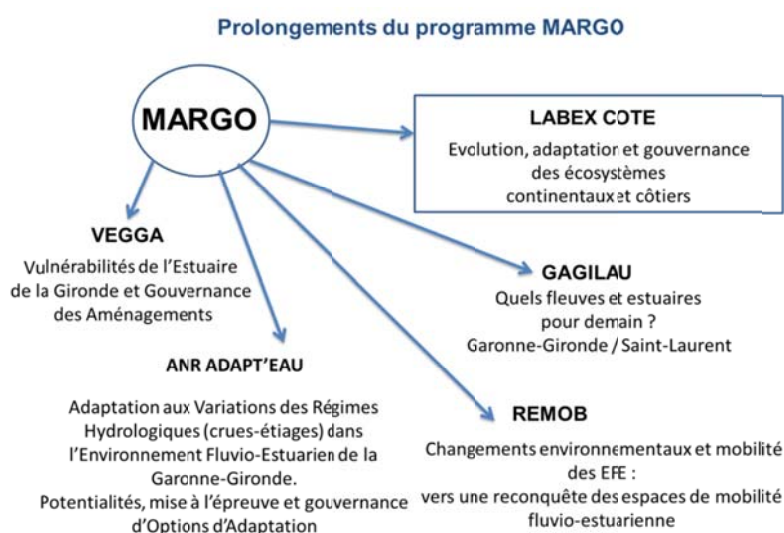 Prolongements du programme MARGO
MARGO
LABEX COTE
Evolution, adaptation et gouvernance
des écosystèmes
continentaux et côtiers
VEGGA
Vulnérabilités de l'Estuaire
de la Gironde et Gouvernance
des Aménagements
GAGILAU
Quels fleuves et estuaires
pour demain ?
Garonne-Gironde / Saint-Laurent
ANR ADAPT'EAU
Adaptation aux Variations des Régimes
Hydrologiques (crues-étiages) dans
l'Environnement Fluvio-Estuarien de la
Garonne-Gironde.
Potentialités, mise à l'épreuve et gouvernance
d'Options d'Adaptation
REMOB
Changements environnementaux et mobilité
des EFE :
vers une reconquête des espaces de mobilité
fluvio-estuarienne